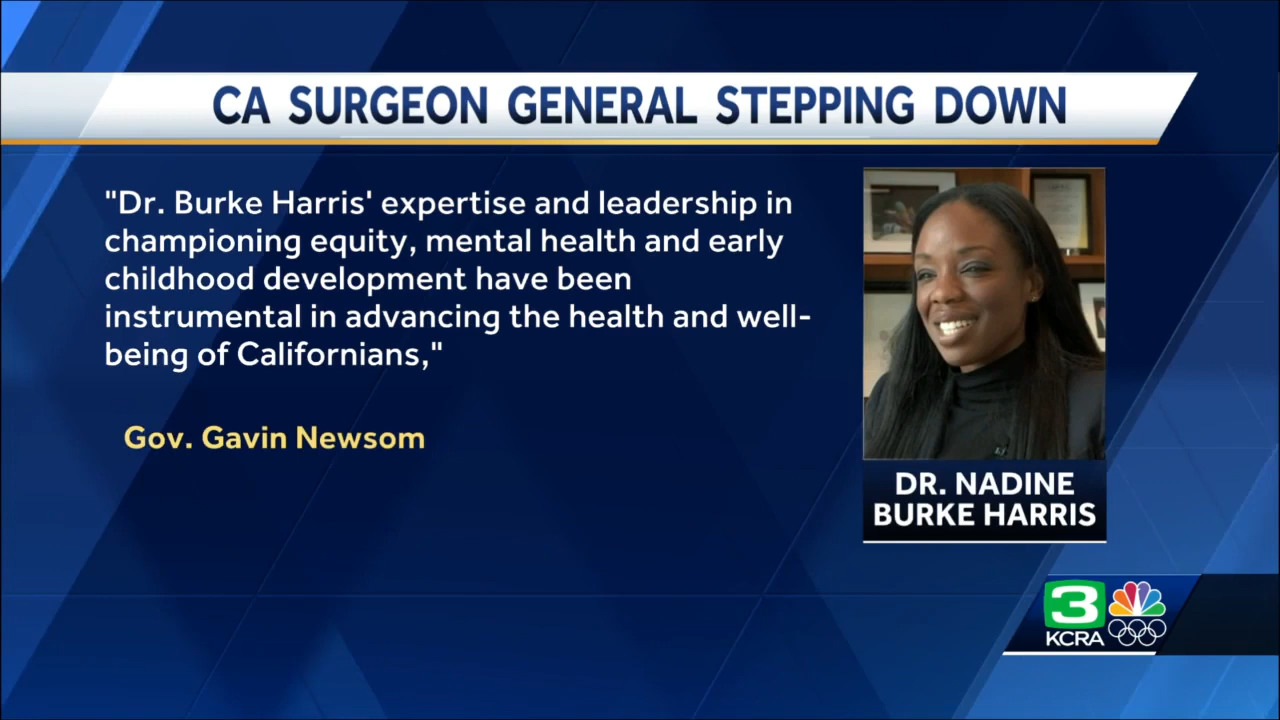 CA SURGEON GENERAL STEPPING DOWN
"Dr. Burke Harris' expertise and leadership in
championing equity, mental health and early
childhood development have been
instrumental in advancing the health and well-
being of Californians,"
Gov. Gavin Newsom
DR. NADINE
BURKE HARRIS
3
KCRA